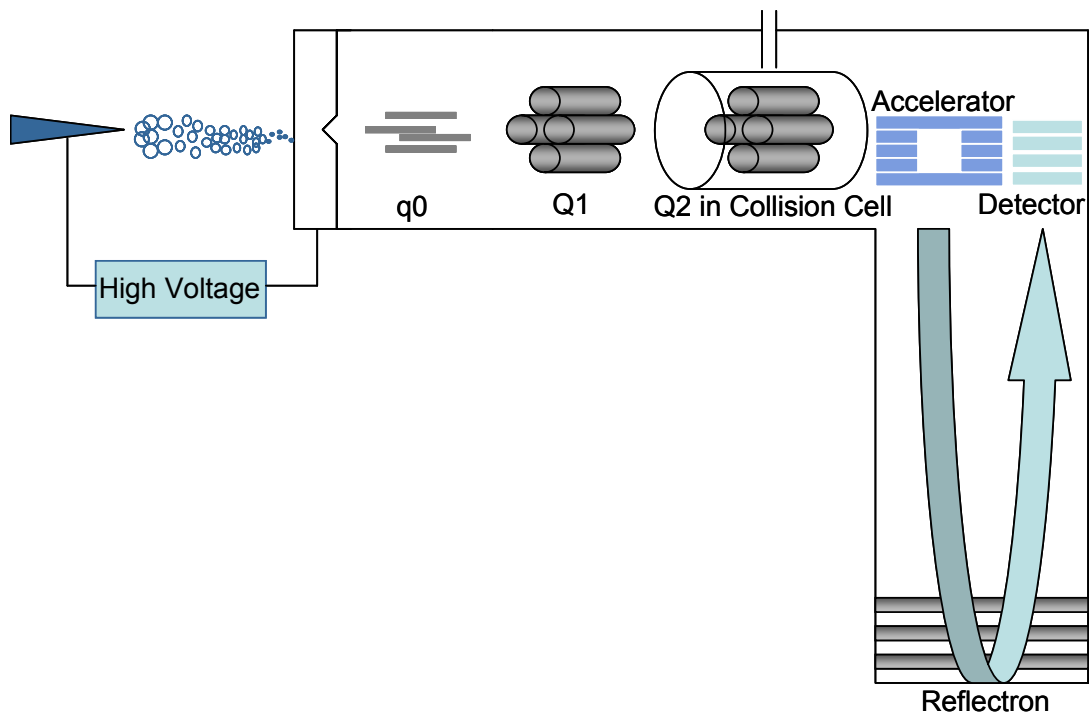 Accelerator
q0
Q1
Q2 in Collision Cell
Detector
High Voltage
Reflectron